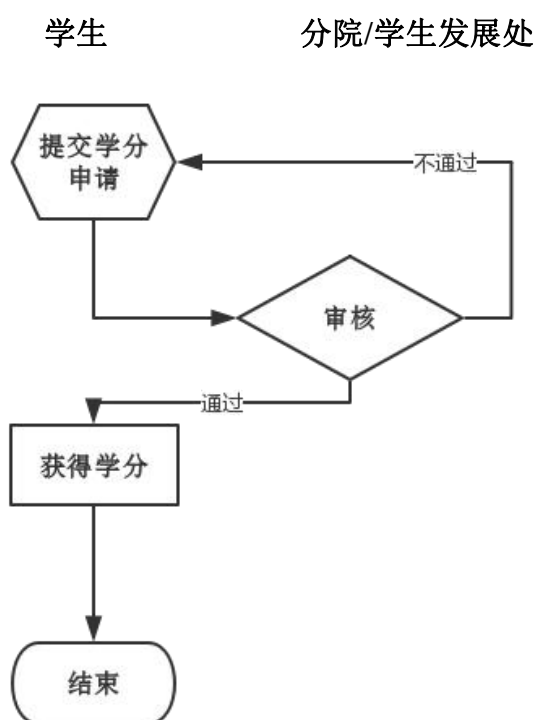 学生
分院/学生发展处
提交学分
申请
不通过
审核
通过
获得学分
结束